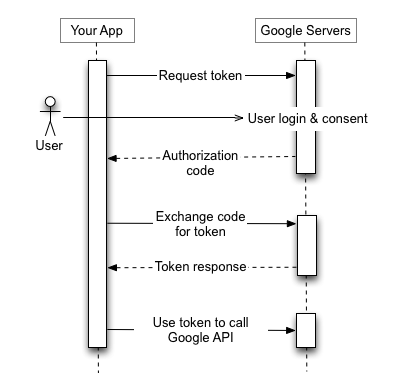 Your App
Google Servers
Request token
User login & consent
User
Authorization
code
Exchange code
for token
Token response
Use token to call
Google API